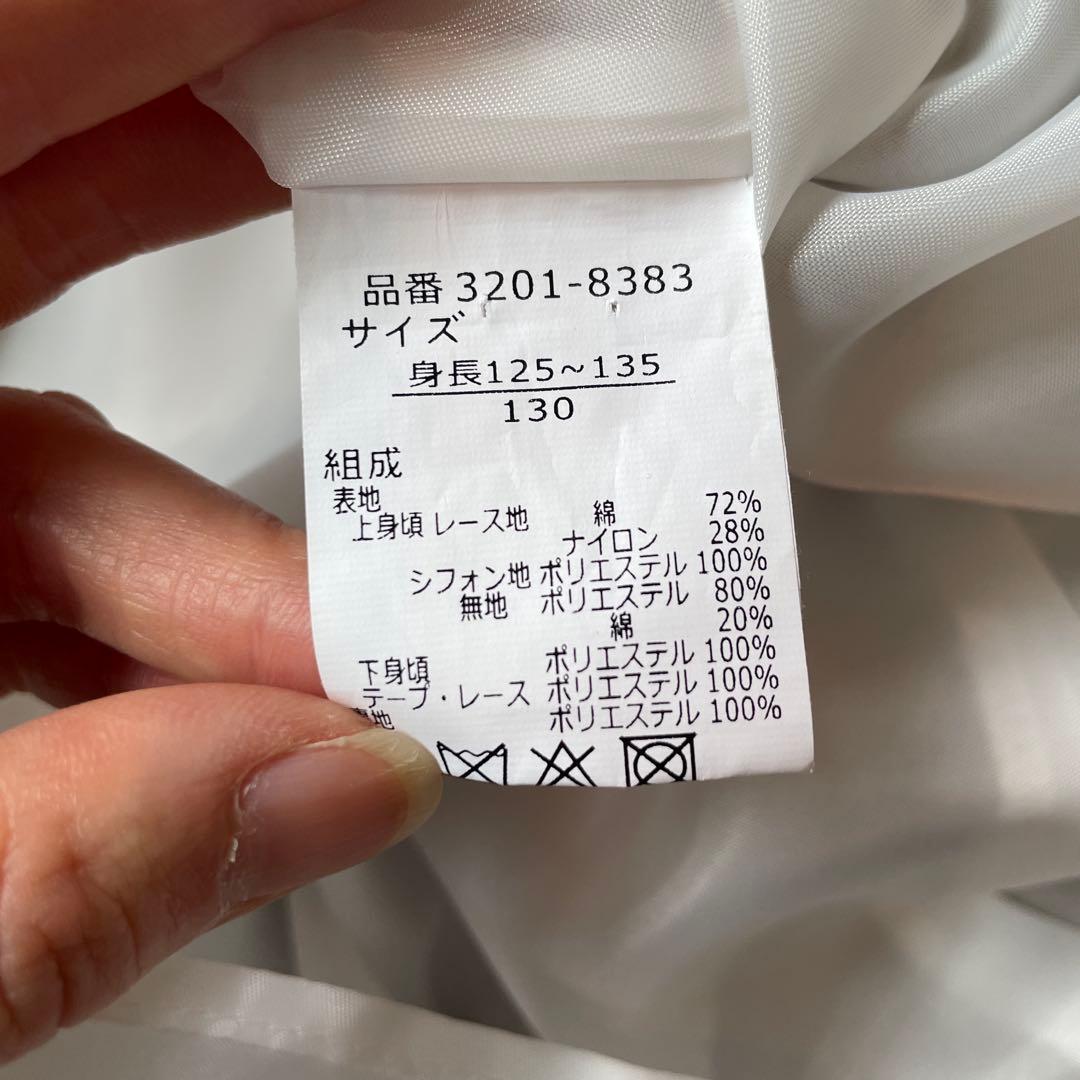 品番 3201-8383
サイズ
身長125~135
130
組成
表地
上身頃 レース地 綿 72%
ナイロン 28%
シフォン地 ポリエステル 100%
無地 ポリエステル 80%
綿 20%
下身頃 ポリエステル 100%
テープ・レース ポリエステル 100%
裏地 ポリエステル 100%